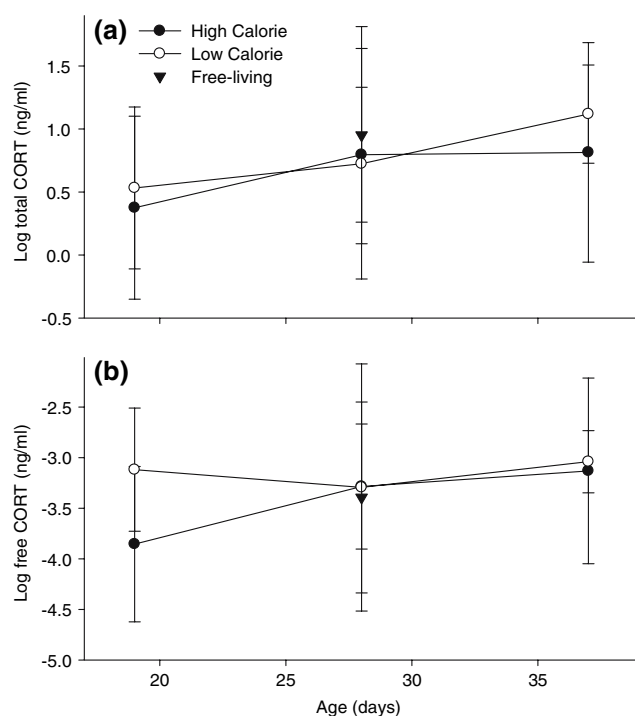 (a)
High Calorie
Low Calorie
Free-living
Log total CORT (ng/ml)
1.5
1.0
0.5
0.0
-0.5
(b)
Log free CORT (ng/ml)
-2.5
-3.0
-3.5
-4.0
-4.5
-5.0
20 25 30 35
Age (days)